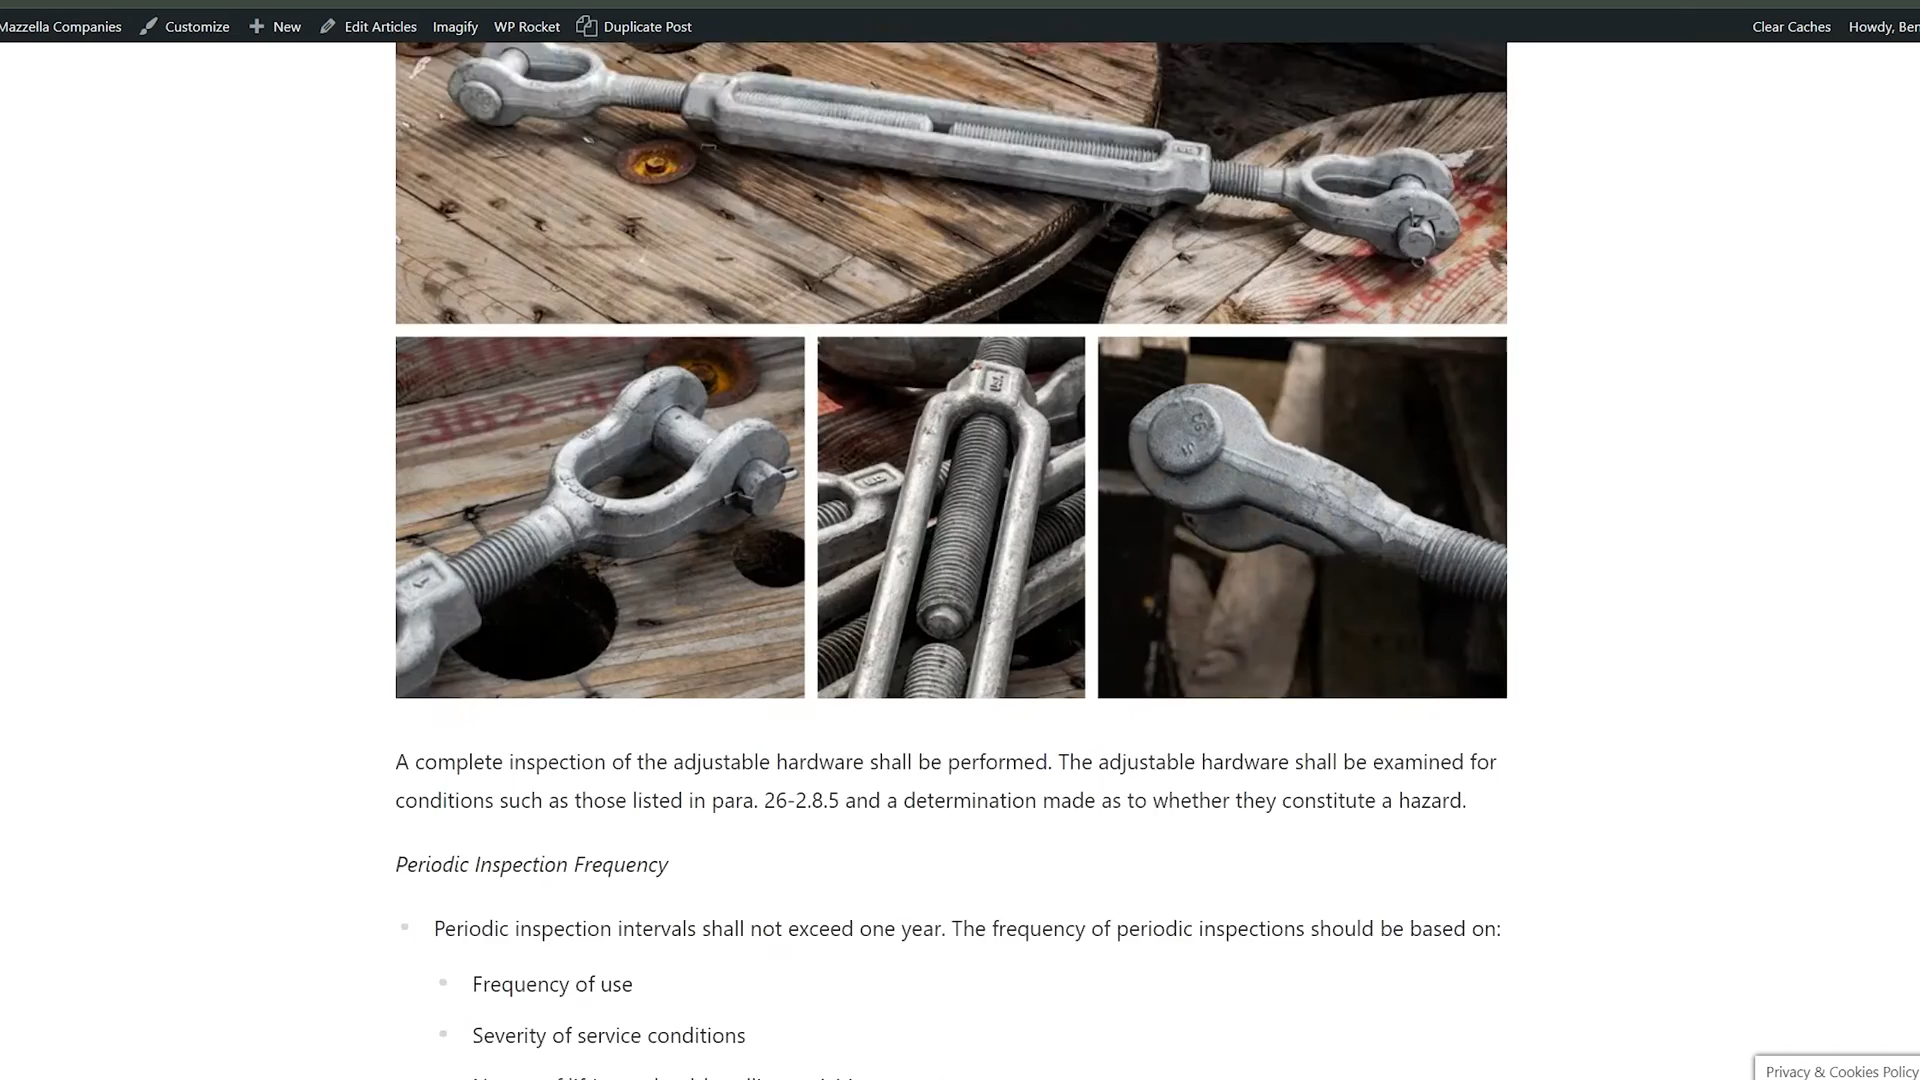 Mazzella Companies Customize New Edit Articles Imagify WP Rocket Duplicate Post Clear Caches Howdy, Ben
A complete inspection of the adjustable hardware shall be performed. The adjustable hardware shall be examined for
conditions such as those listed in para. 26-2.8.5 and a determination made as to whether they constitute a hazard.
Periodic Inspection Frequency
Periodic inspection intervals shall not exceed one year. The frequency of periodic inspections should be based on:
Frequency of use
Severity of service conditions
Privacy & Cookies Policy